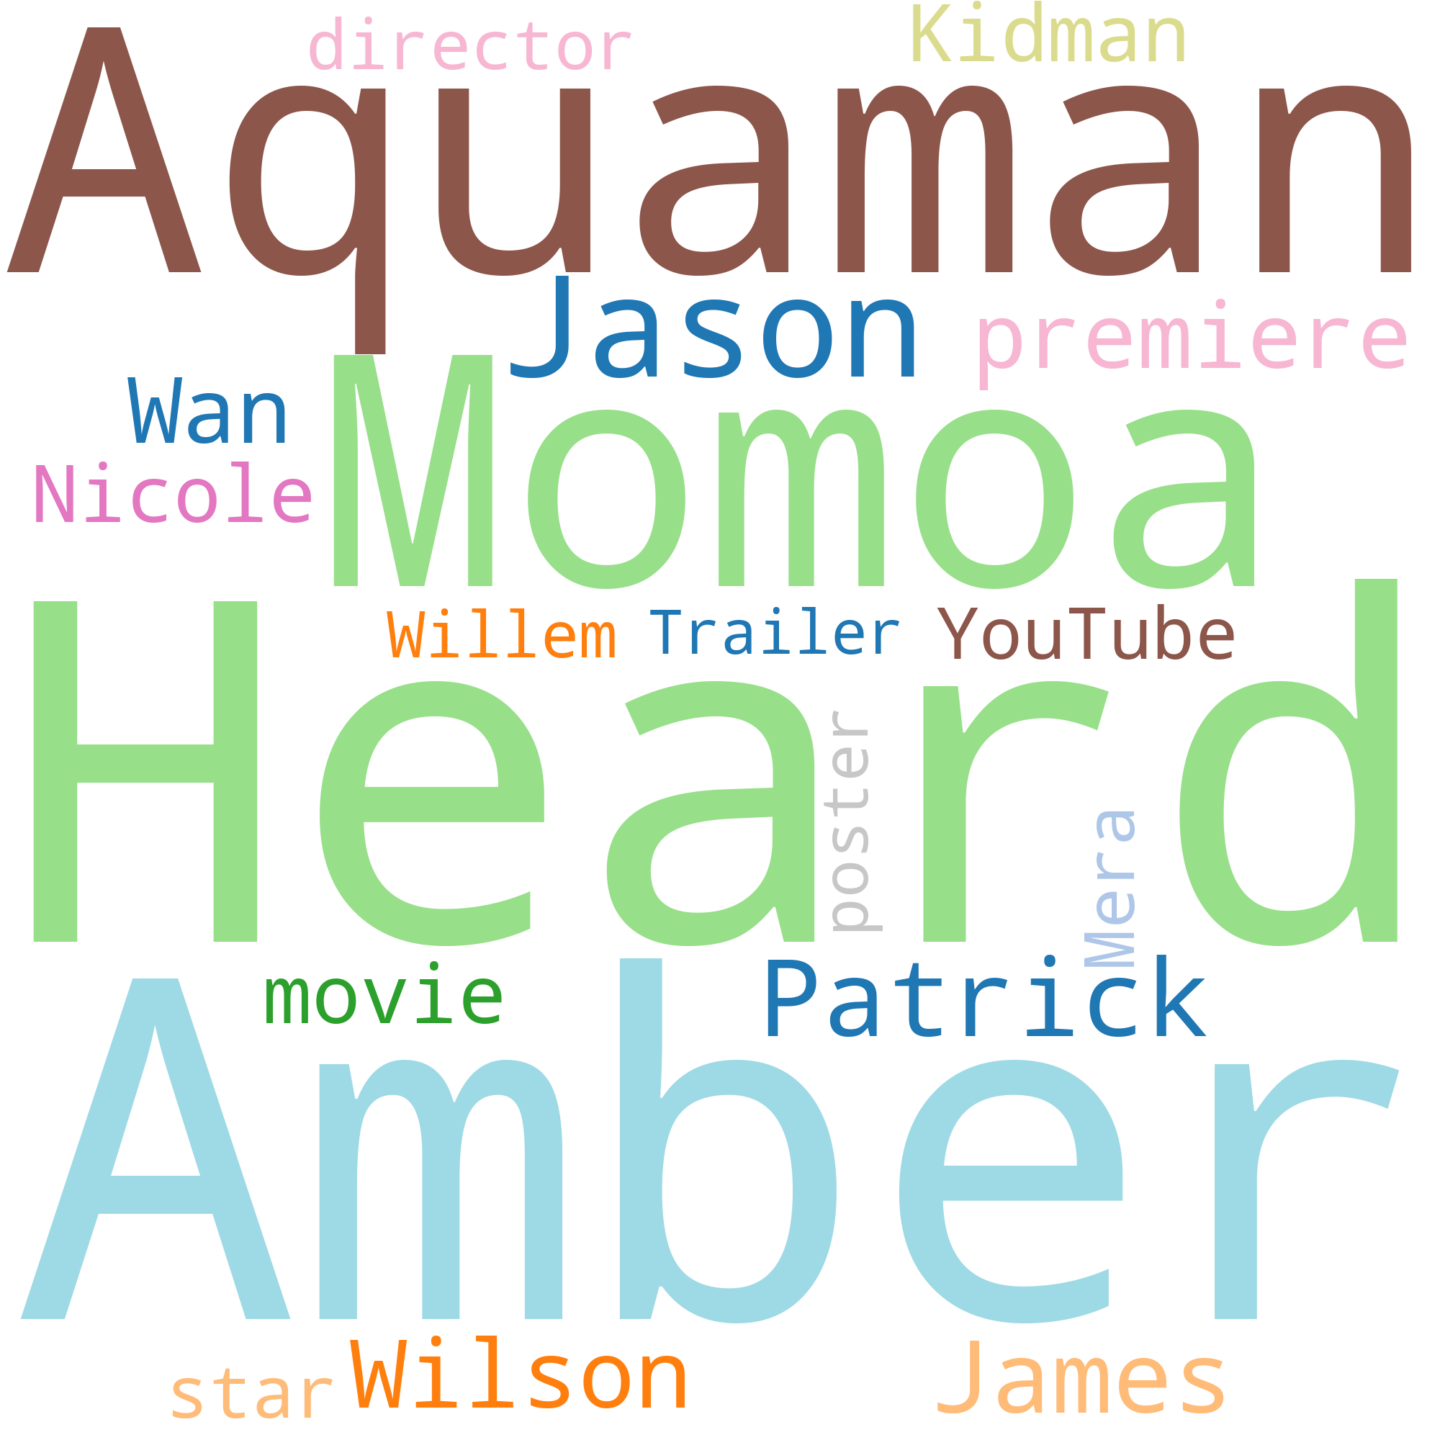 director
Kidman
Aquaman
Jason
premiere
Wan
Momoa
Nicole
Willem
Trailer
YouTube
Heard
poster
Mera
movie
Patrick
Amber
star
Wilson
James